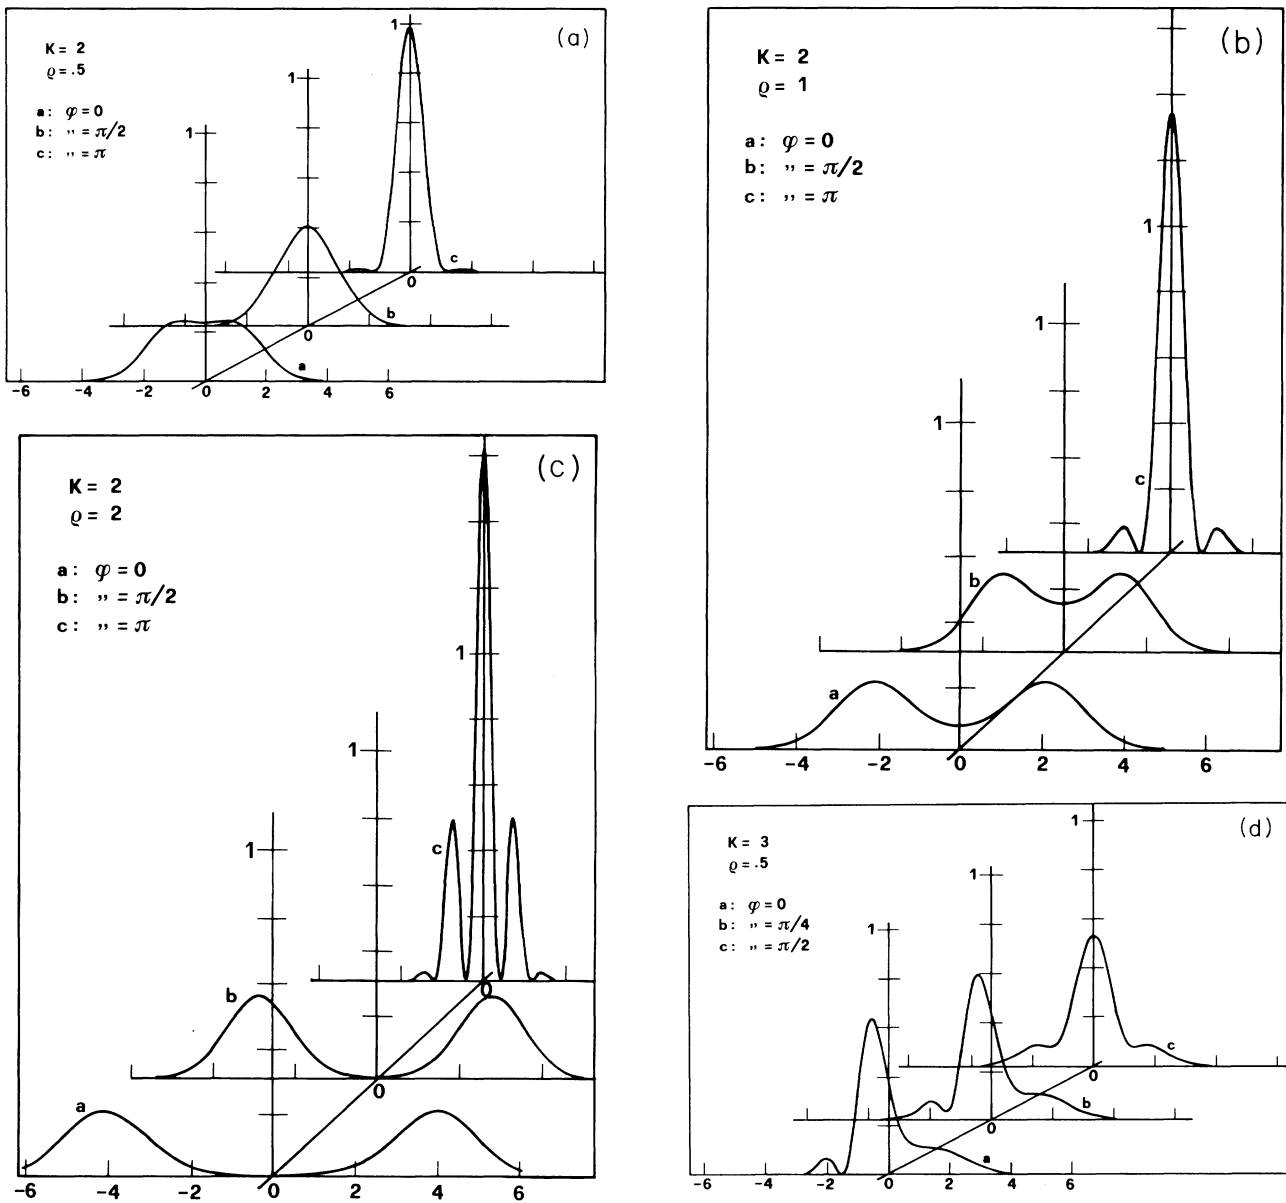 (a)
K = 2
ϱ = .5
a: φ = 0
b: ,, = π/2
c: ,, = π
1
1
1
c
0
b
0
a
-6 -4 -2 0 2 4 6
(b)
K = 2
ϱ = 1
a: φ = 0
b: ,, = π/2
c: ,, = π
1
1
1
c
b
a
-6 -4 -2 0 2 4 6
(c)
K = 2
ϱ = 2
a: φ = 0
b: ,, = π/2
c: ,, = π
1
1
1
c
0
b
0
a
-6 -4 -2 0 2 4 6
(d)
K = 3
ϱ = .5
a: φ = 0
b: ,, = π/4
c: ,, = π/2
1
1
1
c
0
b
0
a
-6 -4 -2 0 2 4 6